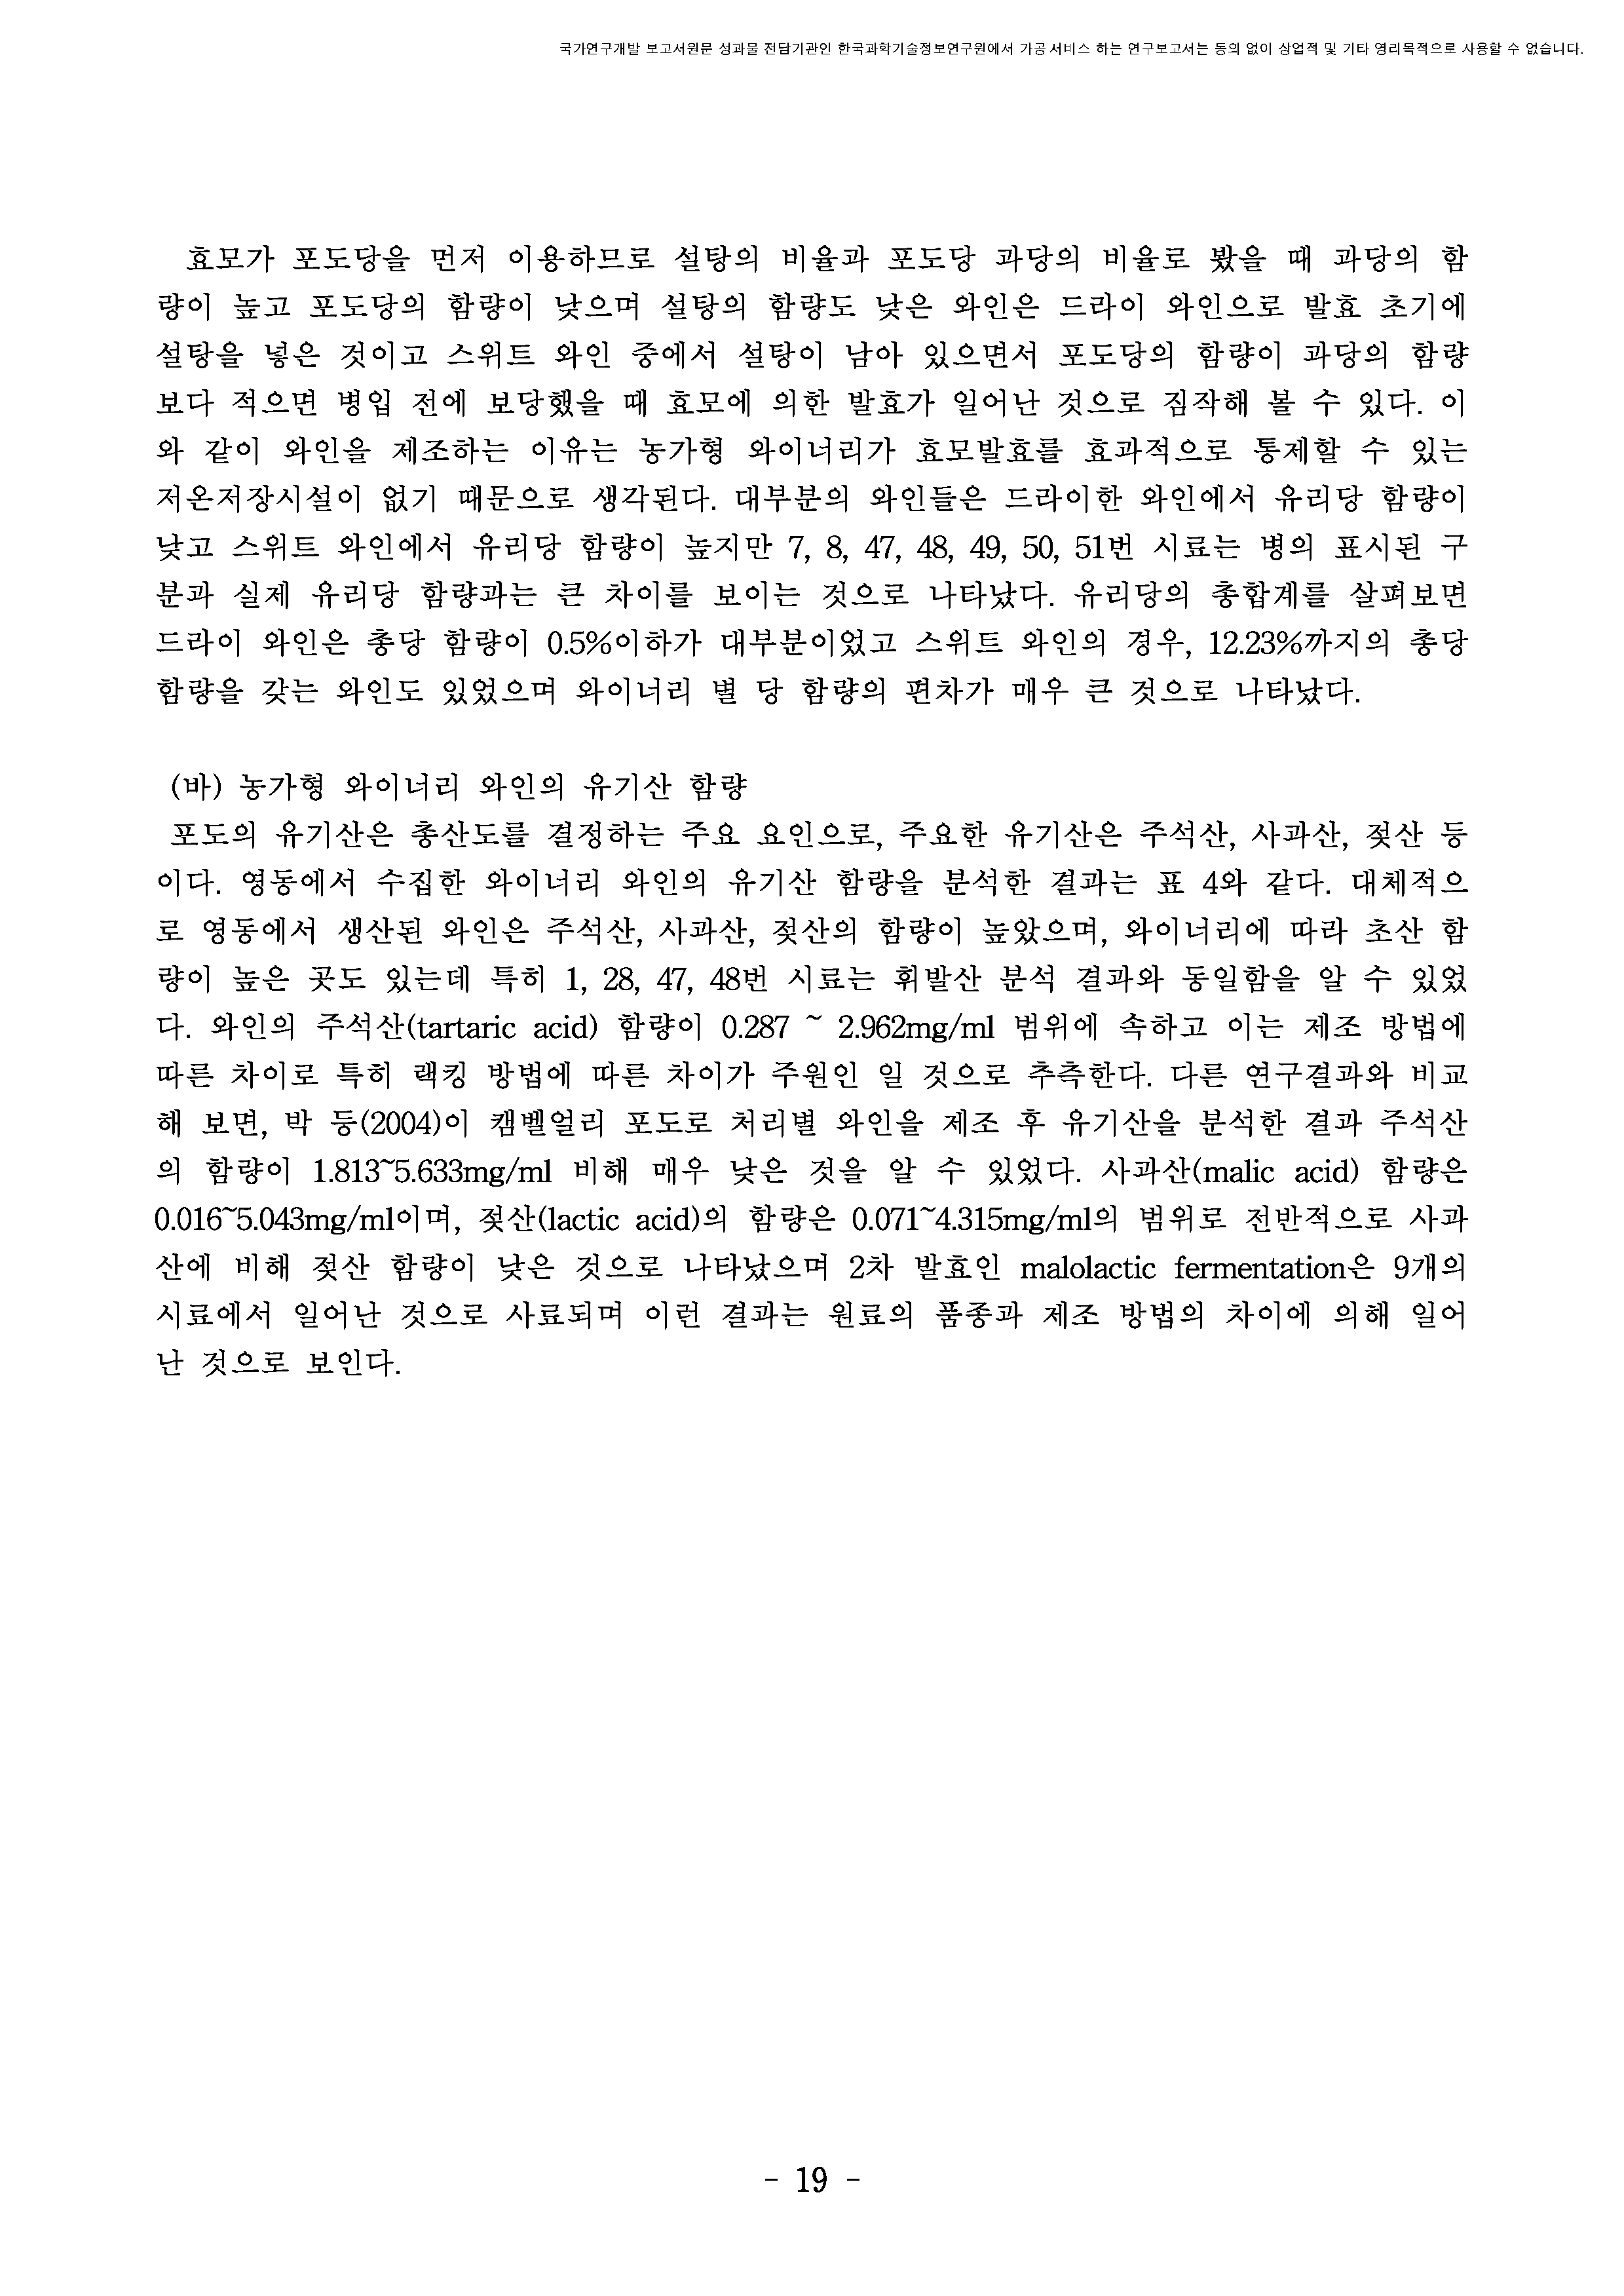 국가연구개발 보고서원문 성과물 전담기관인 한국과학기술정보연구원에서 가공·서비스 하는 연구보고서는 동의 없이 상업적 및 기타 영리목적으로 사용할 수 없습니다.
효모가 포도당을 먼저 이용하므로 설탕의 비율과 포도당 과당의 비율로 봤을 때 과당의 함
량이 높고 포도당의 함량이 낮으며 설탕의 함량도 낮은 와인은 드라이 와인으로 발효 초기에
설탕을 넣은 것이고 스위트 와인 중에서 설탕이 남아 있으면서 포도당의 함량이 과당의 함량
보다 적으면 병입 전에 보당했을 때 효모에 의한 발효가 일어난 것으로 짐작해 볼 수 있다. 이
와 같이 와인을 제조하는 이유는 농가형 와이너리가 효모발효를 효과적으로 통제할 수 있는
저온저장시설이 없기 때문으로 생각된다. 대부분의 와인들은 드라이한 와인에서 유리당 함량이
낮고 스위트 와인에서 유리당 함량이 높지만 7, 8, 47, 48, 49, 50, 51번 시료는 병의 표시된 구
분과 실제 유리당 함량과는 큰 차이를 보이는 것으로 나타났다. 유리당의 총합계를 살펴보면
드라이 와인은 총당 함량이 0.5%이하가 대부분이었고 스위트 와인의 경우, 12.23%까지의 총당
함량을 갖는 와인도 있었으며 와이너리 별 당 함량의 편차가 매우 큰 것으로 나타났다.
(바) 농가형 와이너리 와인의 유기산 함량
포도의 유기산은 총산도를 결정하는 주요 요인으로, 주요한 유기산은 주석산, 사과산, 젖산 등
이다. 영동에서 수집한 와이너리 와인의 유기산 함량을 분석한 결과는 표 4와 같다. 대체적으
로 영동에서 생산된 와인은 주석산, 사과산, 젖산의 함량이 높았으며, 와이너리에 따라 초산 함
량이 높은 곳도 있는데 특히 1, 28, 47, 48번 시료는 휘발산 분석 결과와 동일함을 알 수 있었
다. 와인의 주석산(tartaric acid) 함량이 0.287 ~ 2.962mg/ml 범위에 속하고 이는 제조 방법에
따른 차이로 특히 랙킹 방법에 따른 차이가 주원인 일 것으로 추측한다. 다른 연구결과와 비교
해 보면, 박 등(2004)이 캠벨얼리 포도로 처리별 와인을 제조 후 유기산을 분석한 결과 주석산
의 함량이 1.813~5.633mg/ml 비해 매우 낮은 것을 알 수 있었다. 사과산(malic acid) 함량은
0.016~5.043mg/ml이며, 젖산(lactic acid)의 함량은 0.071~4.315mg/ml의 범위로 전반적으로 사과
산에 비해 젖산 함량이 낮은 것으로 나타났으며 2차 발효인 malolactic fermentation은 9개의
시료에서 일어난 것으로 사료되며 이런 결과는 원료의 품종과 제조 방법의 차이에 의해 일어
난 것으로 보인다.
- 19 -